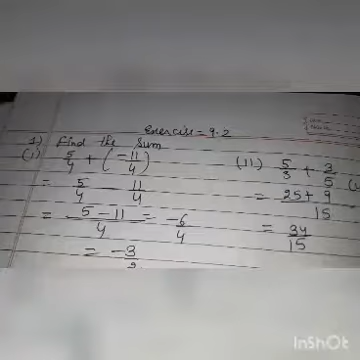 Exercise = 9.2
1) Find the sum
(i) 5/4 + (-11/4)
= 5/4 - 11/4
= 5-11/4 = -6/4
= -3/2
(ii) 5/3 + 3/5
= 25+9/15
= 34/15
InShOt